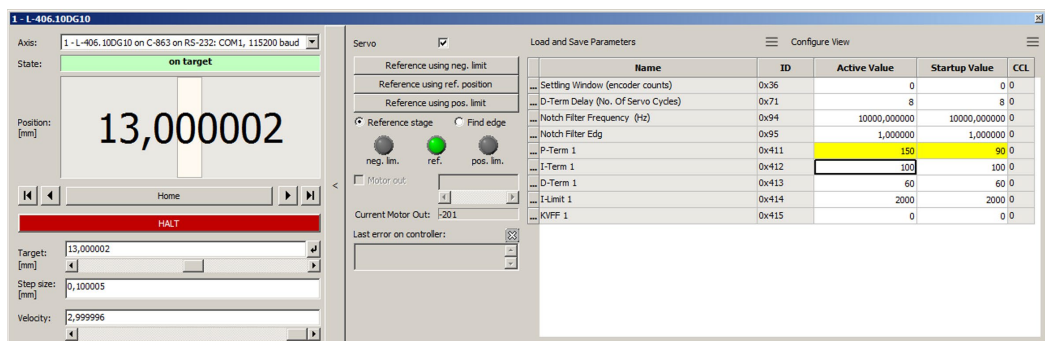 1 - L-406.10DG10
Axis: 1 - L-406.10DG10 on C-863 on RS-232: COM1, 115200 baud
State: on target
Position: [mm] 13,000002
Home
HALT
Target: [mm] 13,000002
Step size: [mm] 0,100005
Velocity: 2,999996
<
Servo
Reference using neg. limit
Reference using ref. position
Reference using pos. limit
Reference stage Find edge
neg. lim. ref. pos. lim.
Motor out
Current Motor Out: -201
Last error on controller:
Load and Save Parameters Configure View
Name ID Active Value Startup Value CCL
... Settling Window (encoder counts) 0x36 0 0 0
... D-Term Delay (No. Of Servo Cycles) 0x71 8 8 0
... Notch Filter Frequency (Hz) 0x94 10000,000000 10000,000000 0
... Notch Filter Edg 0x95 1,000000 1,000000 0
... P-Term 1 0x411 150 90 0
... I-Term 1 0x412 100 100 0
... D-Term 1 0x413 60 60 0
... I-Limit 1 0x414 2000 2000 0
... KVFF 1 0x415 0 0 0